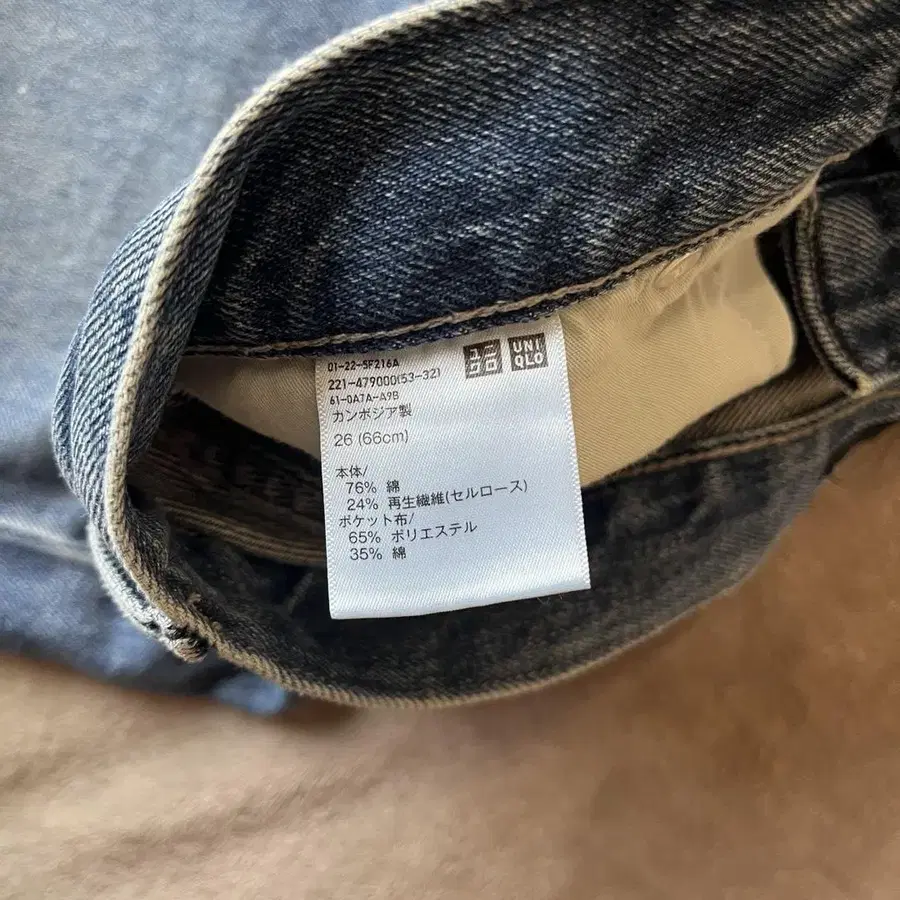 01-22-5F216A
221-479000(53-32)
61-0A7A-A9B
ユニ
クロ
UNI
QLO
カンボジア製
26 (66cm)
本体/
76% 綿
24% 再生繊維(セルロース)
ポケット布/
65% ポリエステル
35% 綿